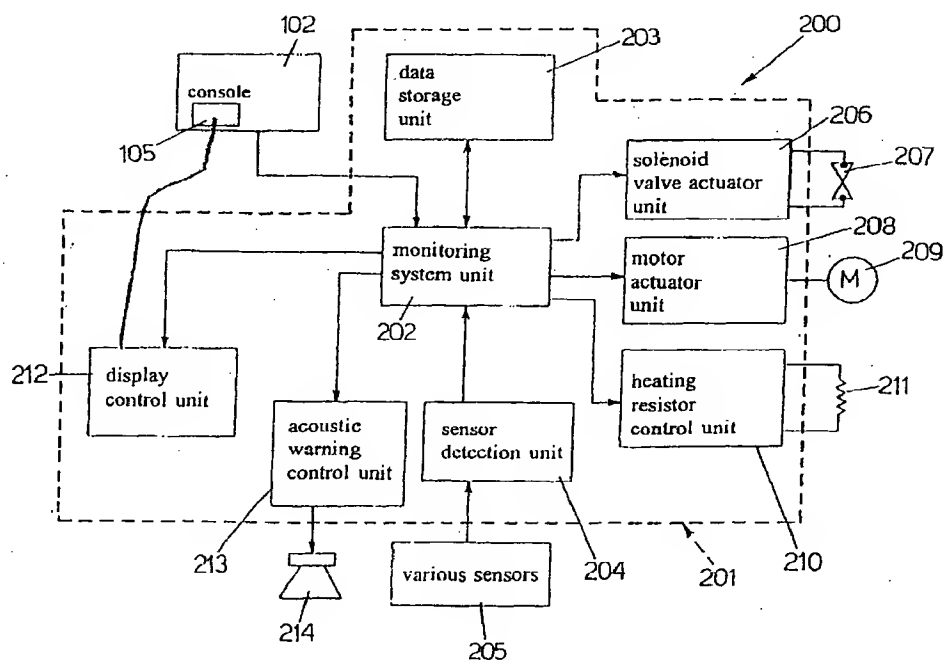 102
console
105
203
data
storage
unit
200
206
solenoid
valve actuator
unit
207
monitoring
system unit
202
208
motor
actuator
unit
209
M
212
display
control unit
heating
resistor
control unit
211
acoustic
warning
control unit
213
sensor
detection unit
204
201
210
214
various sensors
205